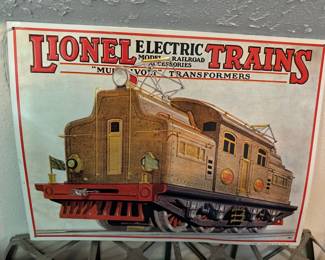 LIONEL ELECTRIC TRAINS
MODEL RAILROAD
ACCESSORIES
"MULTIVOLT" TRANSFORMERS